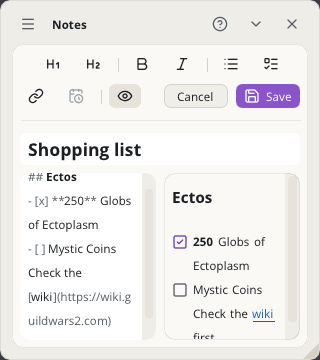 Notes
H1 H2 B I
Cancel Save
Shopping list
## Ectos
- [x] **250** Globs
of Ectoplasm
- [ ] Mystic Coins
Check the
[wiki](https://wiki.g
uildwars2.com)
Ectos
250 Globs of
Ectoplasm
Mystic Coins
Check the wiki
first